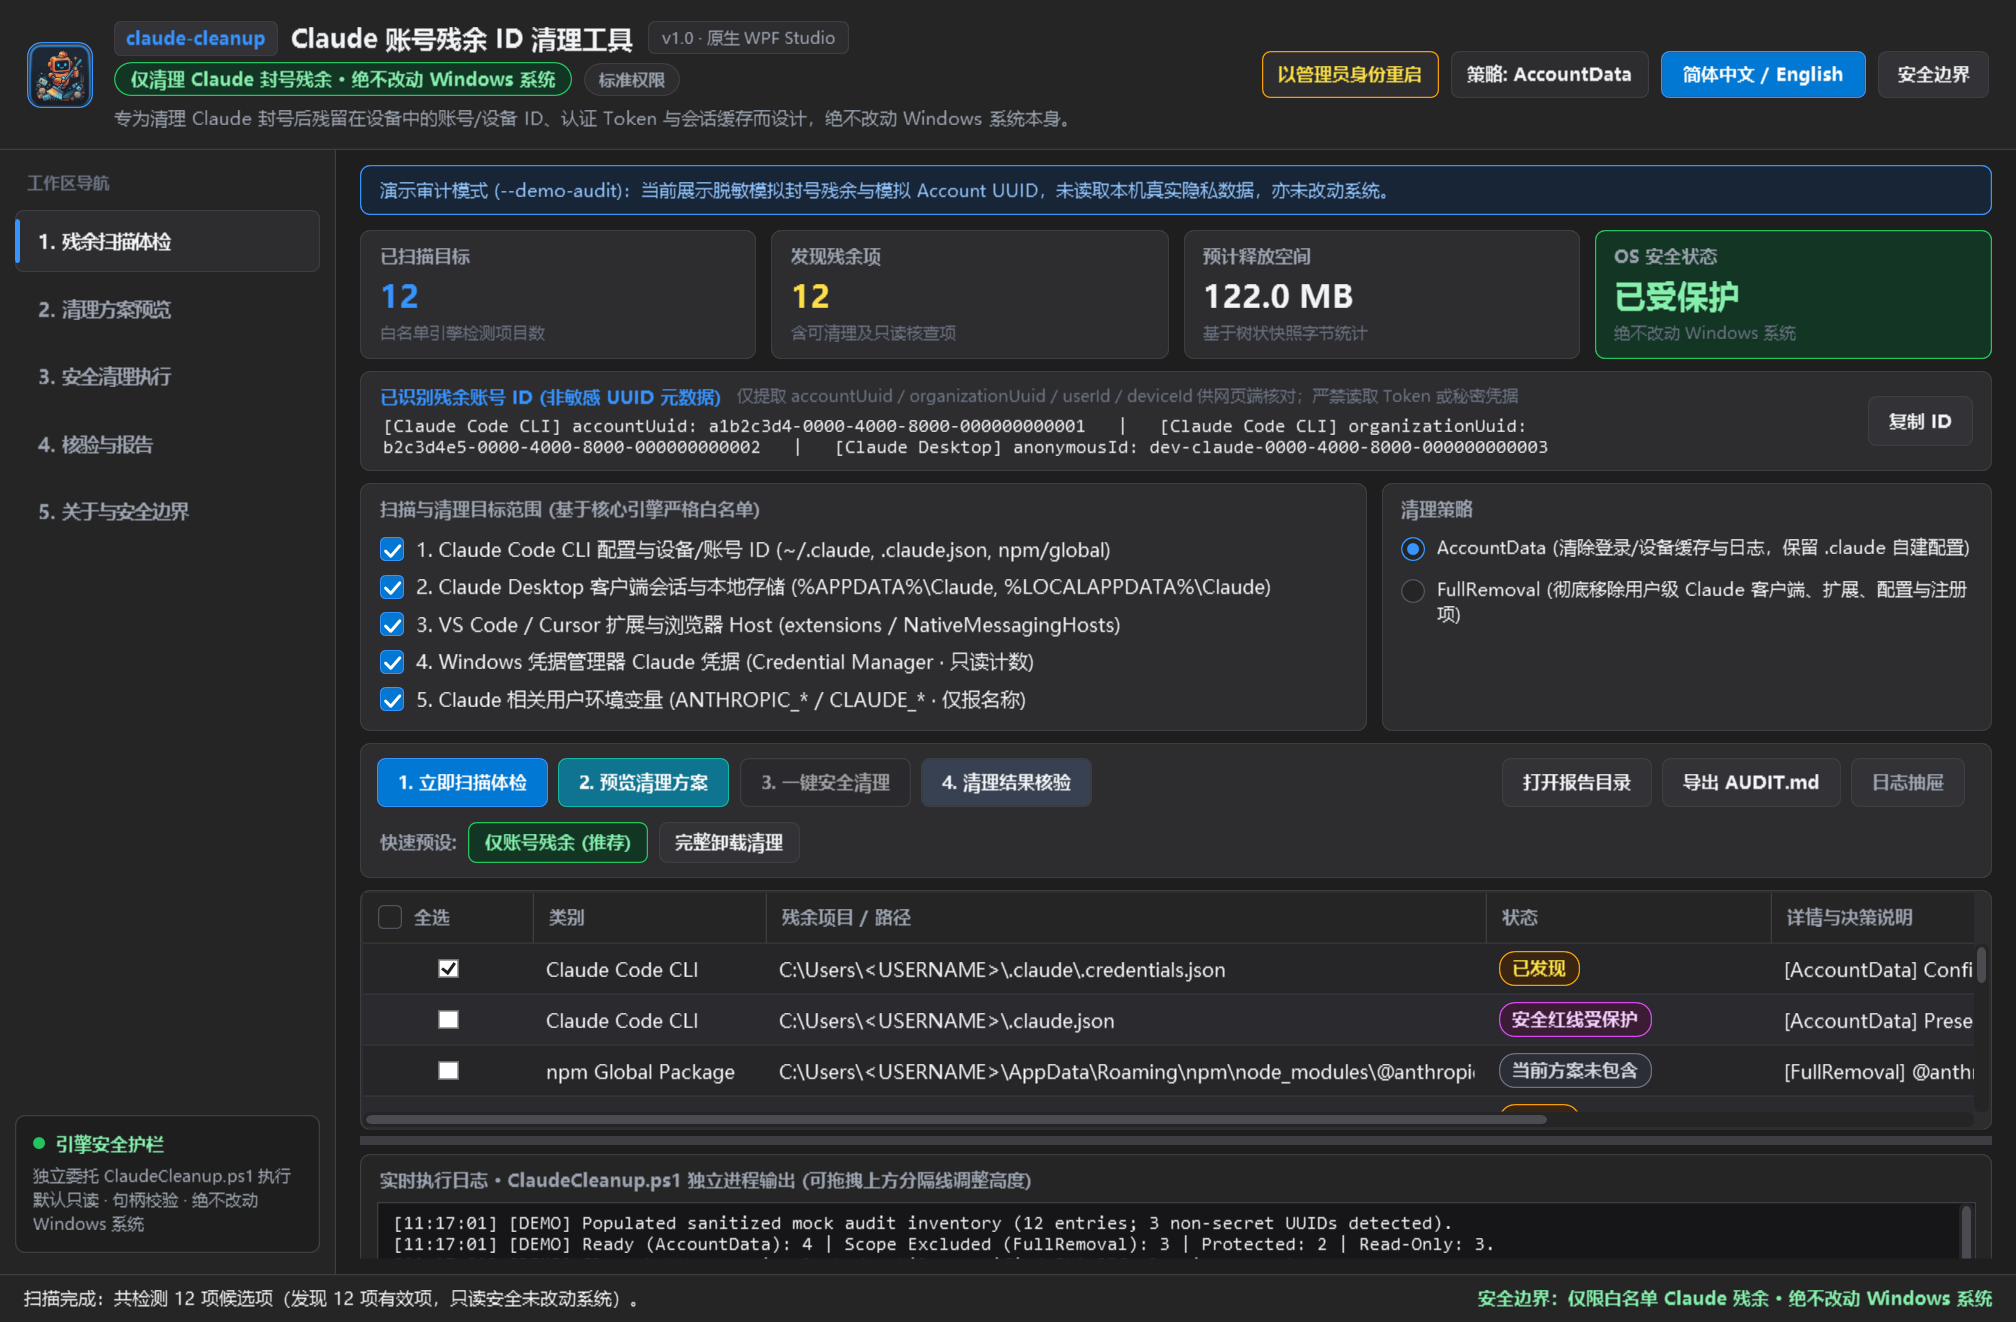 claude-cleanup
Claude 账号残余 ID 清理工具
v1.0 · 原生 WPF Studio
仅清理 Claude 封号残余 • 绝不改动 Windows 系统
标准权限
专为清理 Claude 封号后残留在设备中的账号/设备 ID、认证 Token 与会话缓存而设计，绝不改动 Windows 系统本身。
以管理员身份重启
策略: AccountData
简体中文 / English
安全边界
工作区导航
1. 残余扫描体检
2. 清理方案预览
3. 安全清理执行
4. 核验与报告
5. 关于与安全边界
引擎安全护栏
独立委托 ClaudeCleanup.ps1 执行
默认只读 · 句柄校验 · 绝不改动
Windows 系统
演示审计模式 (--demo-audit)：当前展示脱敏模拟封号残余与模拟 Account UUID，未读取本机真实隐私数据，亦未改动系统。
已扫描目标
12
白名单引擎检测项目数
发现残余项
12
含可清理及只读核查项
预计释放空间
122.0 MB
基于树状快照字节统计
OS 安全状态
已受保护
绝不改动 Windows 系统
已识别残余账号 ID (非敏感 UUID 元数据)
仅提取 accountUuid / organizationUuid / userId / deviceId 供网页端核对；严禁读取 Token 或秘密凭据
[Claude Code CLI] accountUuid: a1b2c3d4-0000-4000-8000-000000000001 | [Claude Code CLI] organizationUuid:
b2c3d4e5-0000-4000-8000-000000000002 | [Claude Desktop] anonymousId: dev-claude-0000-4000-8000-000000000003
复制 ID
扫描与清理目标范围 (基于核心引擎严格白名单)
1. Claude Code CLI 配置与设备/账号 ID (~/.claude, .claude.json, npm/global)
2. Claude Desktop 客户端会话与本地存储 (%APPDATA%\Claude, %LOCALAPPDATA%\Claude)
3. VS Code / Cursor 扩展与浏览器 Host (extensions / NativeMessagingHosts)
4. Windows 凭据管理器 Claude 凭据 (Credential Manager · 只读计数)
5. Claude 相关用户环境变量 (ANTHROPIC_* / CLAUDE_* · 仅报名称)
清理策略
AccountData (清除登录/设备缓存与日志，保留 .claude 自建配置)
FullRemoval (彻底移除用户级 Claude 客户端、扩展、配置与注册
项)
1. 立即扫描体检
2. 预览清理方案
3. 一键安全清理
4. 清理结果核验
打开报告目录
导出 AUDIT.md
日志抽屉
快速预设:
仅账号残余 (推荐)
完整卸载清理
全选
类别
残余项目 / 路径
状态
详情与决策说明
Claude Code CLI
C:\Users\<USERNAME>\.claude\.credentials.json
已发现
[AccountData] Confi
Claude Code CLI
C:\Users\<USERNAME>\.claude.json
安全红线受保护
[AccountData] Prese
npm Global Package
C:\Users\<USERNAME>\AppData\Roaming\npm\node_modules\@anthropi
当前方案未包含
[FullRemoval] @anth
实时执行日志 • ClaudeCleanup.ps1 独立进程输出 (可拖拽上方分隔线调整高度)
[11:17:01] [DEMO] Populated sanitized mock audit inventory (12 entries; 3 non-secret UUIDs detected).
[11:17:01] [DEMO] Ready (AccountData): 4 | Scope Excluded (FullRemoval): 3 | Protected: 2 | Read-Only: 3.
扫描完成：共检测 12 项候选项（发现 12 项有效项，只读安全未改动系统）。
安全边界：仅限白名单 Claude 残余 • 绝不改动 Windows 系统